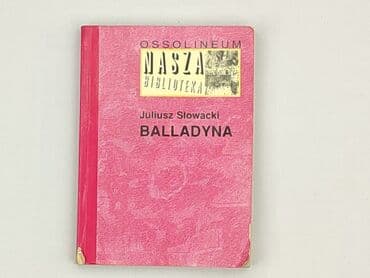 OSSOLINEUM
NASZA
BIBLIOTEKA
Juliusz Słowacki
BALLADYNA